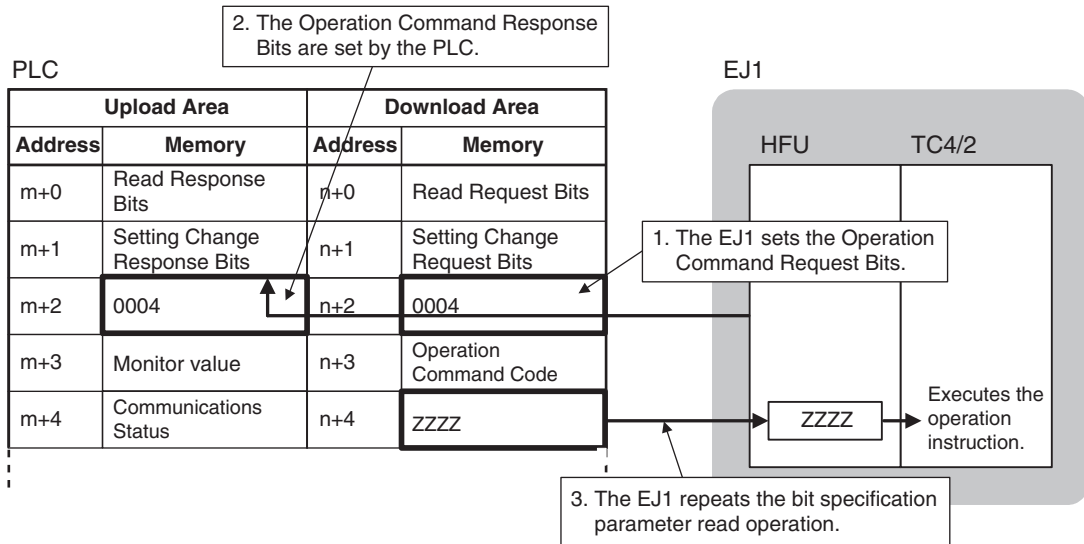 2. The Operation Command Response
Bits are set by the PLC.
PLC
EJ1
Upload Area Download Area
Address Memory Address Memory
HFU TC4/2
m+0 Read Response
Bits n+0 Read Request Bits
m+1 Setting Change
Response Bits n+1 Setting Change
Request Bits
1. The EJ1 sets the Operation
Command Request Bits.
m+2 0004 n+2 0004
m+3 Monitor value n+3 Operation
Command Code
m+4 Communications
Status n+4 ZZZZ
ZZZZ
Executes the
operation
instruction.
3. The EJ1 repeats the bit specification
parameter read operation.